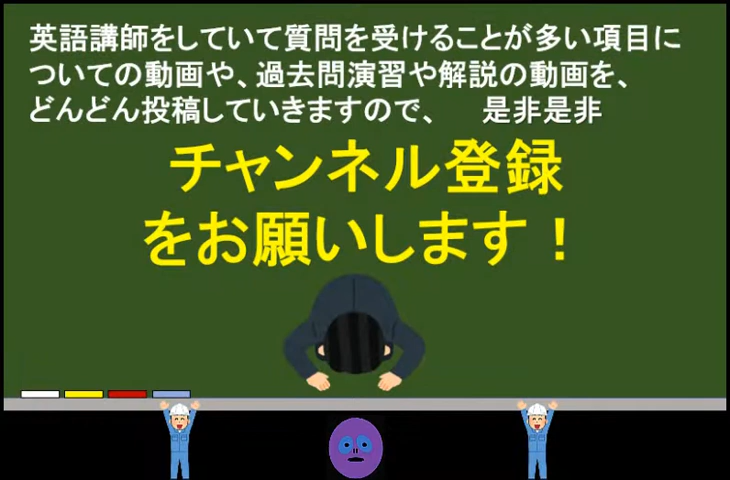 英語講師をしていて質問を受けることが多い項目に
ついての動画や、過去問演習や解説の動画を、
どんどん投稿していきますので、　是非是非
チャンネル登録
をお願いします！